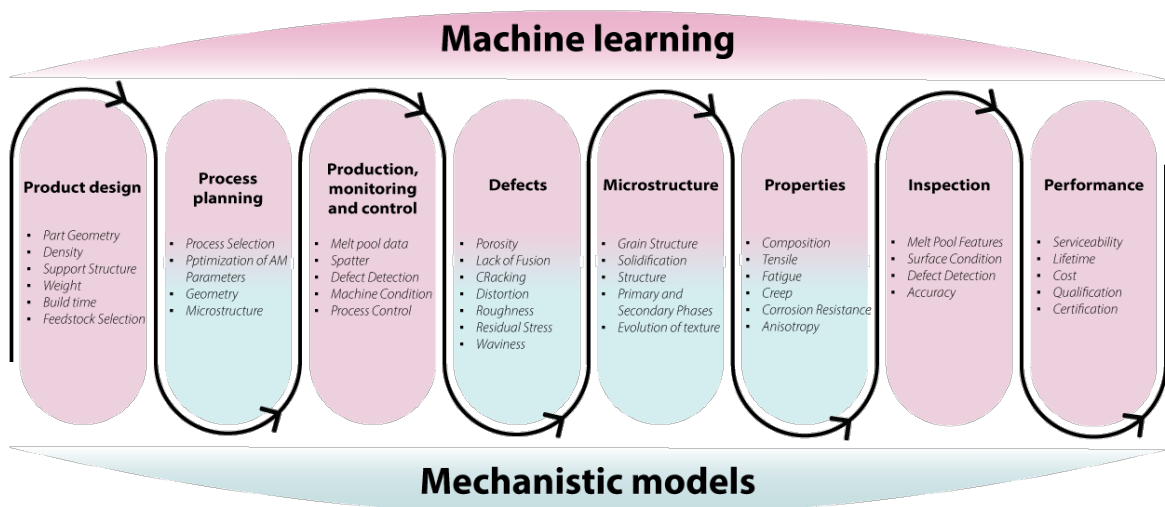 Machine learning
Product design
Part Geometry
Density
Support Structure
Weight
Build time
Feedstock Selection
Process
planning
Process Selection
Pptimization of AM
Parameters
Geometry
Microstructure
Production,
monitoring
and control
Melt pool data
Spatter
Defect Detection
Machine Condition
Process Control
Defects
Porosity
Lack of Fusion
CRacking
Distortion
Roughness
Residual Stress
Waviness
Microstructure
Grain Structure
Solidification
Structure
Primary and
Secondary Phases
Evolution of texture
Properties
Composition
Tensile
Fatigue
Creep
Corrosion Resistance
Anisotropy
Inspection
Melt Pool Features
Surface Condition
Defect Detection
Accuracy
Performance
Serviceability
Lifetime
Cost
Qualification
Certification
Mechanistic models